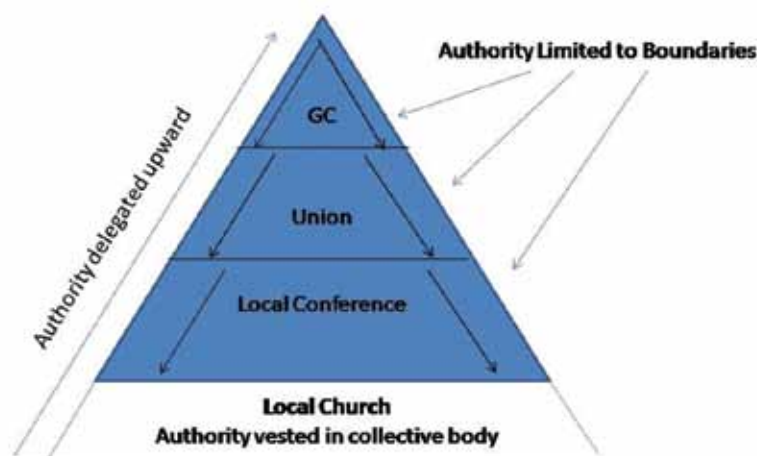 Authority Limited to Boundaries
Authority delegated upward
GC
Union
Local Conference
Local Church
Authority vested in collective body